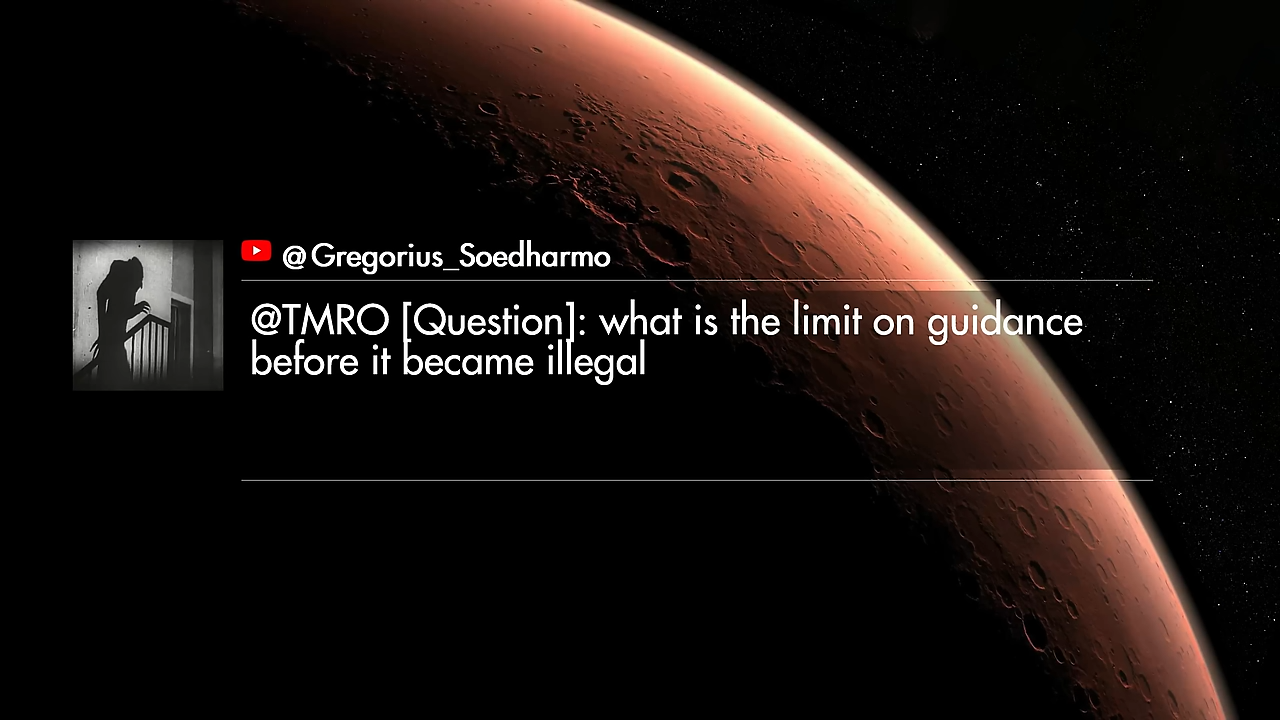 @Gregorius_Soedharmo
@TMRO [Question]: what is the limit on guidance
before it became illegal